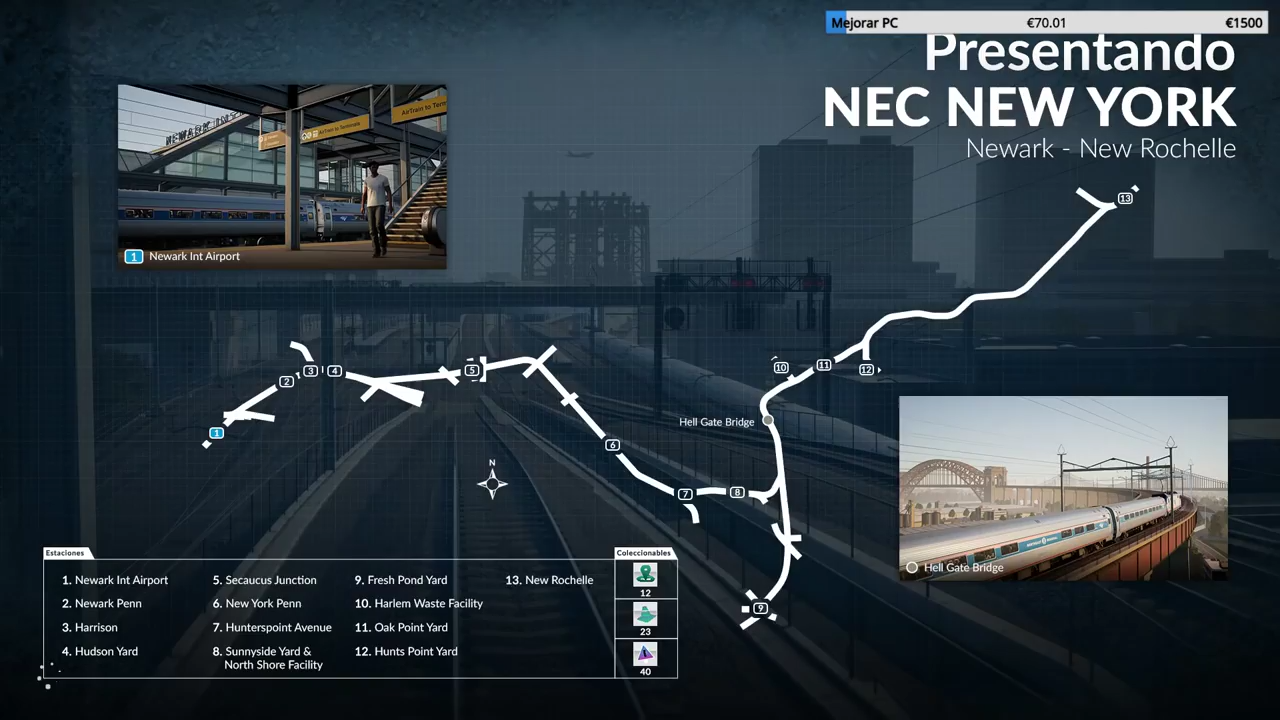 Mejorar PC €70.01 €1500
Presentando
NEC NEW YORK
Newark - New Rochelle
NEWARK
AirTrain to Terminals
AirTrain to Term
1 Newark Int Airport
13
3 4
2
5
1
10
11
12
Hell Gate Bridge
6
N
7
8
9
Hell Gate Bridge
Estaciones
1. Newark Int Airport
2. Newark Penn
3. Harrison
4. Hudson Yard
5. Secaucus Junction
6. New York Penn
7. Hunterspoint Avenue
8. Sunnyside Yard &
North Shore Facility
9. Fresh Pond Yard
10. Harlem Waste Facility
11. Oak Point Yard
12. Hunts Point Yard
13. New Rochelle
Coleccionables
12
23
40